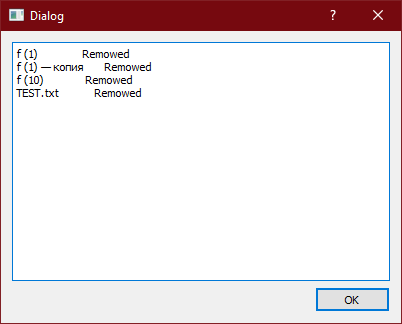 Dialog
?
f (1) Remowed
f (1) — копия Remowed
f (10) Remowed
TEST.txt Remowed
OK